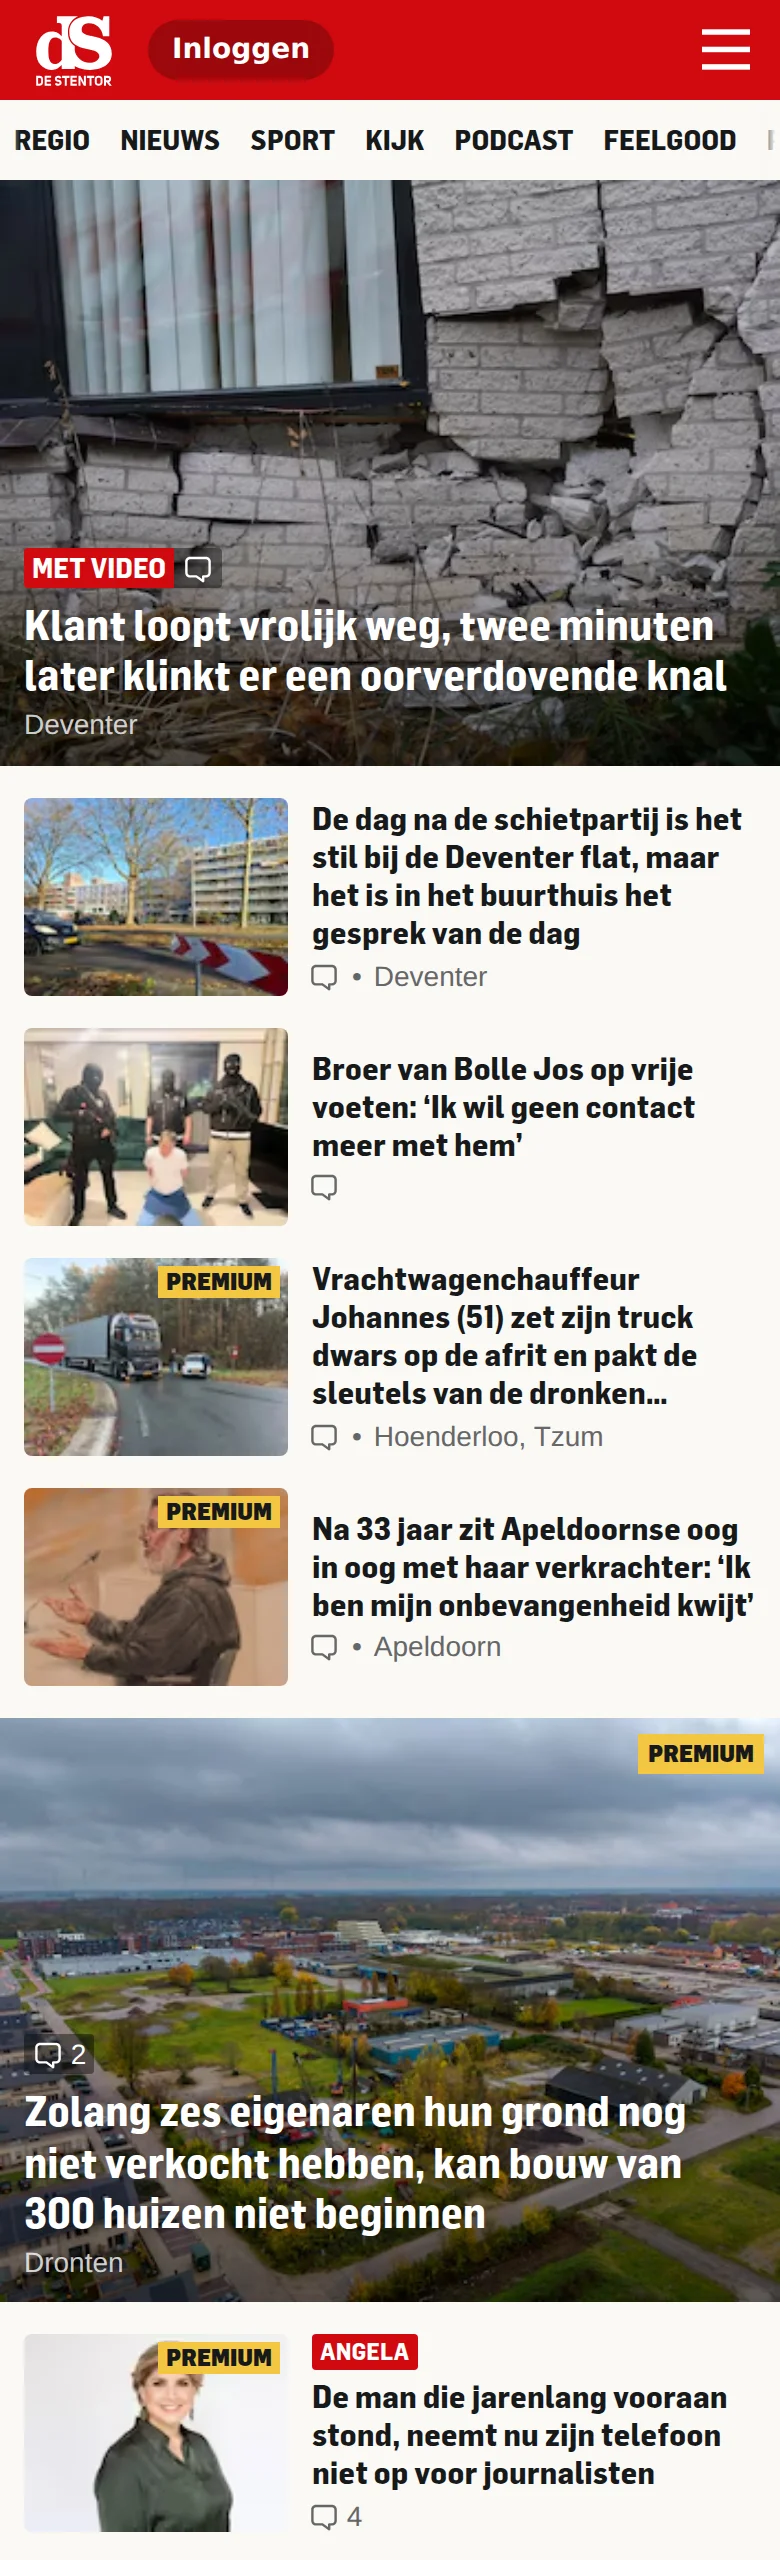 dS
DE STENTOR
Inloggen
REGIO NIEUWS SPORT KIJK PODCAST FEELGOOD
MET VIDEO
Klant loopt vrolijk weg, twee minuten
later klinkt er een oorverdovende knal
Deventer
De dag na de schietpartij is het
stil bij de Deventer flat, maar
het is in het buurthuis het
gesprek van de dag
• Deventer
Broer van Bolle Jos op vrije
voeten: ‘Ik wil geen contact
meer met hem’
PREMIUM
Vrachtwagenchauffeur
Johannes (51) zet zijn truck
dwars op de afrit en pakt de
sleutels van de dronken...
• Hoenderloo, Tzum
PREMIUM
Na 33 jaar zit Apeldoornse oog
in oog met haar verkrachter: ‘Ik
ben mijn onbevangenheid kwijt’
• Apeldoorn
PREMIUM
2
Zolang zes eigenaren hun grond nog
niet verkocht hebben, kan bouw van
300 huizen niet beginnen
Dronten
PREMIUM
ANGELA
De man die jarenlang vooraan
stond, neemt nu zijn telefoon
niet op voor journalisten
4